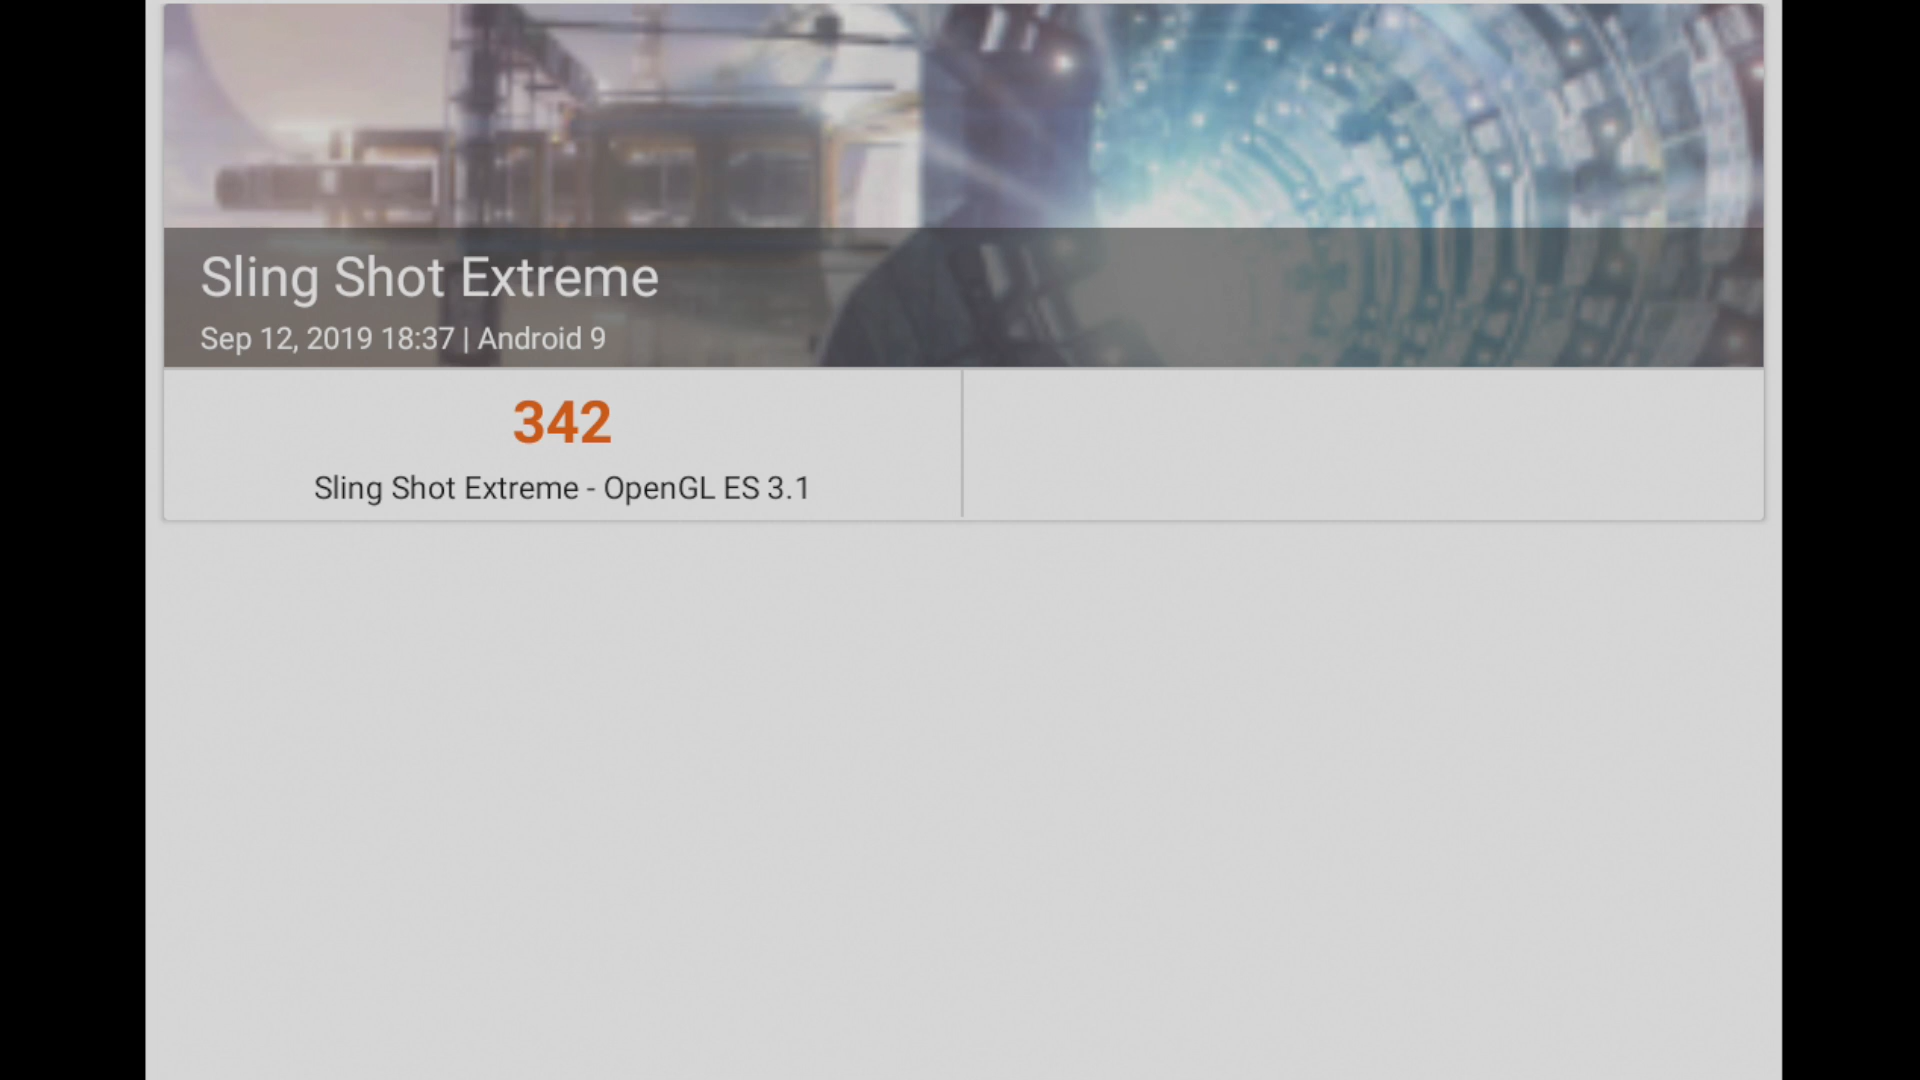 Sling Shot Extreme
Sep 12, 2019 18:37 | Android 9
342
Sling Shot Extreme - OpenGL ES 3.1